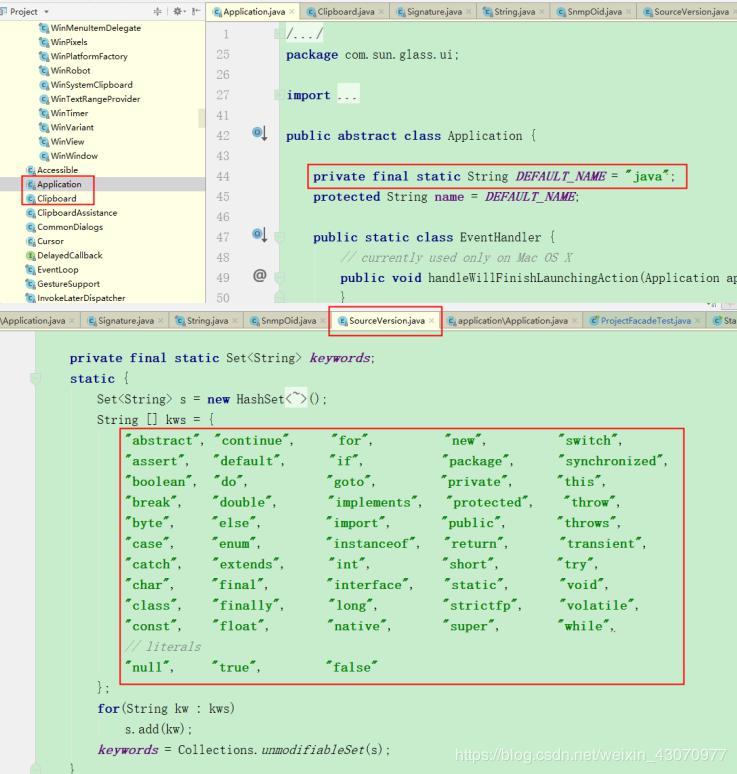 Project
Application.java Clipboard.java Signature.java String.java SnmpOid.java SourceVersion.java
WinMenuItemDelegate
WinPixels
WinPlatformFactory
WinRobot
WinSystemClipboard
WinTextRangeProvider
WinTimer
WinVariant
WinView
WinWindow
Accessible
Application
Clipboard
ClipboardAssistance
CommonDialogs
Cursor
DelayedCallback
EventLoop
GestureSupport
InvokeLaterDispatcher
1 /.../
25 package com.sun.glass.ui;
26
27 import ...
41
42 public abstract class Application {
43
44 private final static String DEFAULT_NAME = "java";
45 protected String name = DEFAULT_NAME;
46
47 public static class EventHandler {
48 // currently used only on Mac OS X
49 @ public void handleWillFinishLaunchingAction(Application ap
50 }
\Application.java Signature.java String.java SnmpOid.java SourceVersion.java application\Application.java ProjectFacadeTest.java Sta
private final static Set<String> keywords;
static {
Set<String> s = new HashSet<~>();
String [] kws = {
"abstract", "continue", "for", "new", "switch",
"assert", "default", "if", "package", "synchronized",
"boolean", "do", "goto", "private", "this",
"break", "double", "implements", "protected", "throw",
"byte", "else", "import", "public", "throws",
"case", "enum", "instanceof", "return", "transient",
"catch", "extends", "int", "short", "try",
"char", "final", "interface", "static", "void",
"class", "finally", "long", "strictfp", "volatile",
"const", "float", "native", "super", "while",
// literals
"null", "true", "false"
};
for(String kw : kws)
s.add(kw);
keywords = Collections.unmodifiableSet(s);
}
https://blog.csdn.net/weixin_43070977